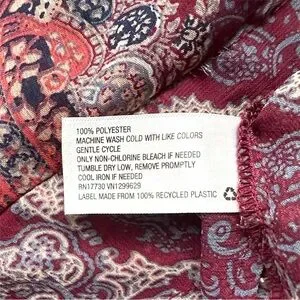 100% POLYESTER
MACHINE WASH COLD WITH LIKE COLORS
GENTLE CYCLE
ONLY NON-CHLORINE BLEACH IF NEEDED
TUMBLE DRY LOW, REMOVE PROMPTLY
COOL IRON IF NEEDED
RN17730 VN1299629
LABEL MADE FROM 100% RECYCLED PLASTIC